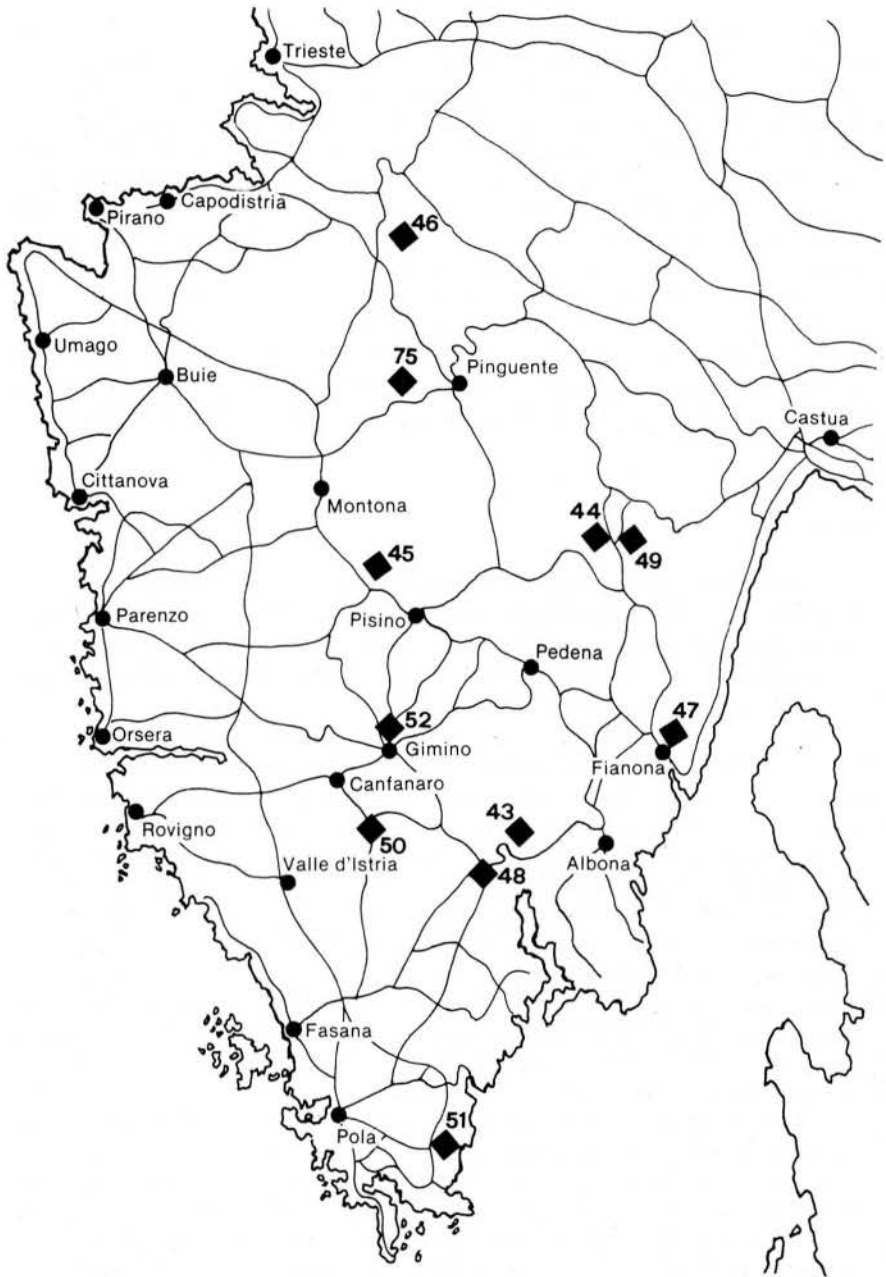 Trieste
Capodistria
Pirano
46
Umago
75
Pinguente
Buie
Castua
Cittanova
Montona
44
45
49
Parenzo
Pisino
Pedena
52
47
Orsera
Gimino
Fianona
Canfanaro
43
Rovigno
50
Albona
Valle d'Istria
48
Fasana
51
Pola